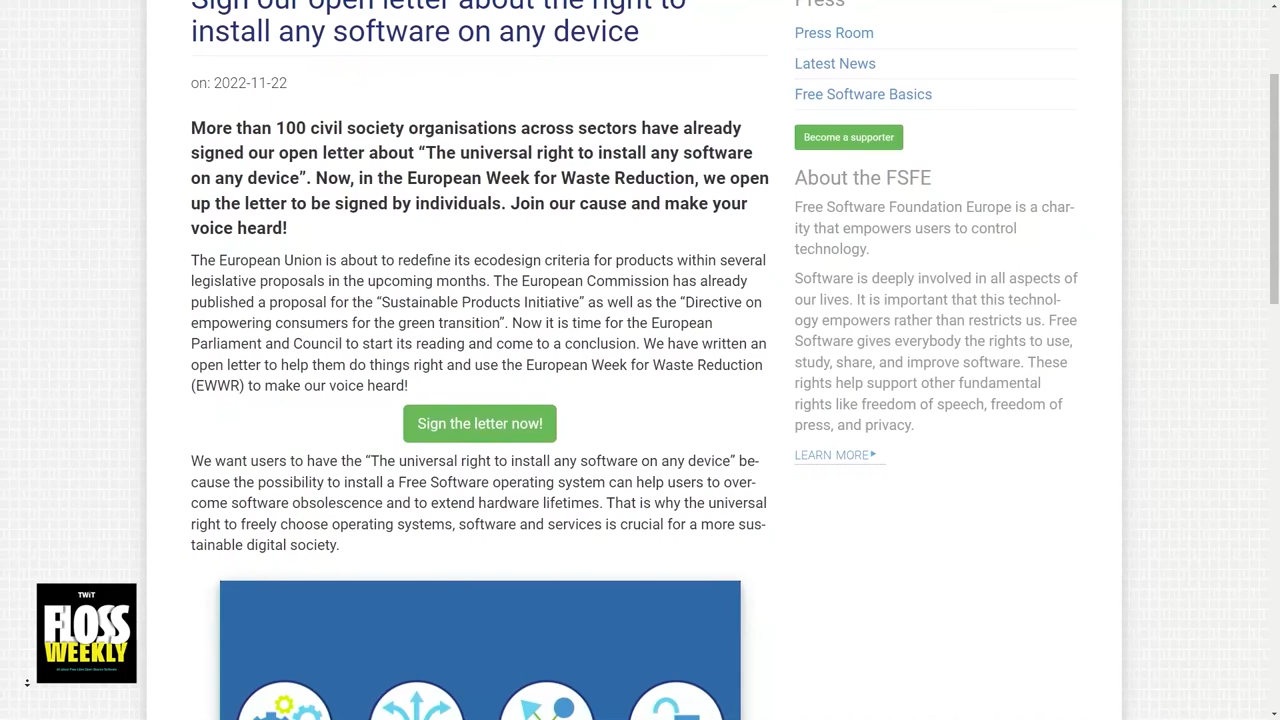 Sign our open letter about the right to
install any software on any device
on: 2022-11-22
More than 100 civil society organisations across sectors have already
signed our open letter about “The universal right to install any software
on any device”. Now, in the European Week for Waste Reduction, we open
up the letter to be signed by individuals. Join our cause and make your
voice heard!
The European Union is about to redefine its ecodesign criteria for products within several
legislative proposals in the upcoming months. The European Commission has already
published a proposal for the “Sustainable Products Initiative” as well as the “Directive on
empowering consumers for the green transition”. Now it is time for the European
Parliament and Council to start its reading and come to a conclusion. We have written an
open letter to help them do things right and use the European Week for Waste Reduction
(EWWR) to make our voice heard!
Sign the letter now!
We want users to have the “The universal right to install any software on any device” be-
cause the possibility to install a Free Software operating system can help users to over-
come software obsolescence and to extend hardware lifetimes. That is why the universal
right to freely choose operating systems, software and services is crucial for a more sus-
tainable digital society.
Press
Press Room
Latest News
Free Software Basics
Become a supporter
About the FSFE
Free Software Foundation Europe is a char-
ity that empowers users to control
technology.
Software is deeply involved in all aspects of
our lives. It is important that this technol-
ogy empowers rather than restricts us. Free
Software gives everybody the rights to use,
study, share, and improve software. These
rights help support other fundamental
rights like freedom of speech, freedom of
press, and privacy.
LEARN MORE
TWiT
FLOSS
WEEKLY